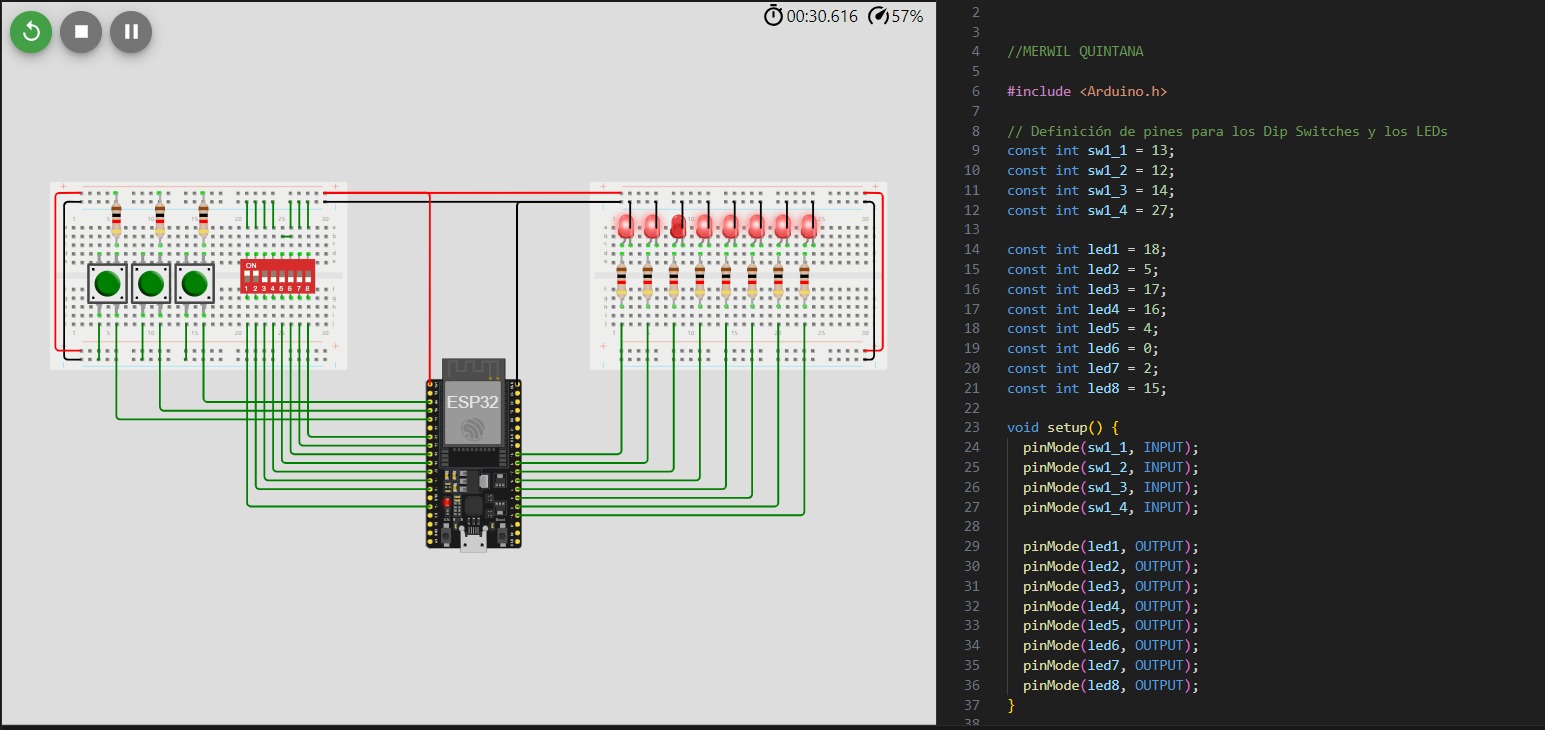 00:30.616 57%
ON
1 2 3 4 5 6 7 8
ESP32
2
3
4 //MERWIL QUINTANA
5
6 #include <Arduino.h>
7
8 // Definición de pines para los Dip Switches y los LEDs
9 const int sw1_1 = 13;
10 const int sw1_2 = 12;
11 const int sw1_3 = 14;
12 const int sw1_4 = 27;
13
14 const int led1 = 18;
15 const int led2 = 5;
16 const int led3 = 17;
17 const int led4 = 16;
18 const int led5 = 4;
19 const int led6 = 0;
20 const int led7 = 2;
21 const int led8 = 15;
22
23 void setup() {
24 pinMode(sw1_1, INPUT);
25 pinMode(sw1_2, INPUT);
26 pinMode(sw1_3, INPUT);
27 pinMode(sw1_4, INPUT);
28
29 pinMode(led1, OUTPUT);
30 pinMode(led2, OUTPUT);
31 pinMode(led3, OUTPUT);
32 pinMode(led4, OUTPUT);
33 pinMode(led5, OUTPUT);
34 pinMode(led6, OUTPUT);
35 pinMode(led7, OUTPUT);
36 pinMode(led8, OUTPUT);
37 }
38